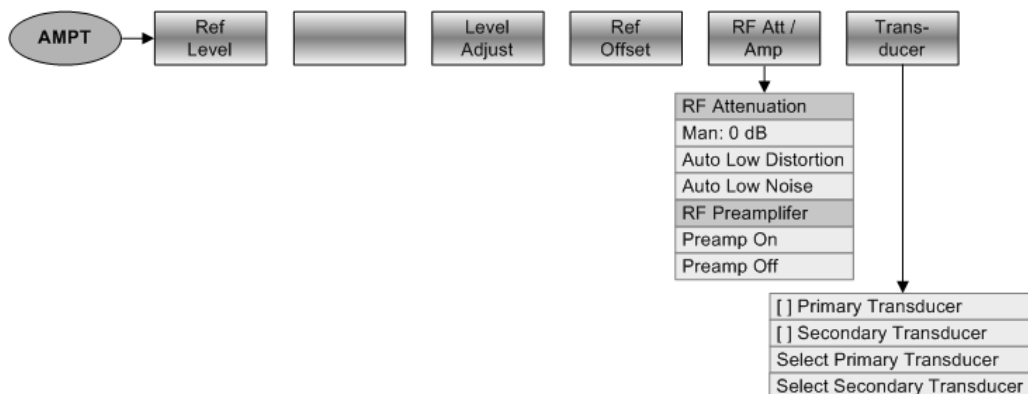 AMPT
Ref
Level
Level
Adjust
Ref
Offset
RF Att /
Amp
Trans-
ducer
RF Attenuation
Man: 0 dB
Auto Low Distortion
Auto Low Noise
RF Preamplifer
Preamp On
Preamp Off
[ ] Primary Transducer
[ ] Secondary Transducer
Select Primary Transducer
Select Secondary Transducer